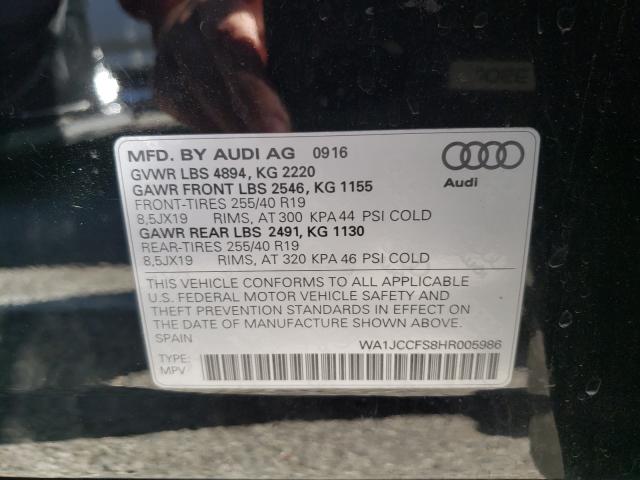 MFD. BY AUDI AG 0916
GVWR LBS 4894, KG 2220
GAWR FRONT LBS 2546, KG 1155
FRONT-TIRES 255/40 R19
8,5JX19 RIMS, AT 300 KPA 44 PSI COLD
GAWR REAR LBS 2491, KG 1130
REAR-TIRES 255/40 R19
8,5JX19 RIMS, AT 320 KPA 46 PSI COLD
Audi
THIS VEHICLE CONFORMS TO ALL APPLICABLE
U.S. FEDERAL MOTOR VEHICLE SAFETY AND
THEFT PREVENTION STANDARDS IN EFFECT ON
THE DATE OF MANUFACTURE SHOWN ABOVE.
SPAIN
WA1JCCFS8HR005986
TYPE:
MPV